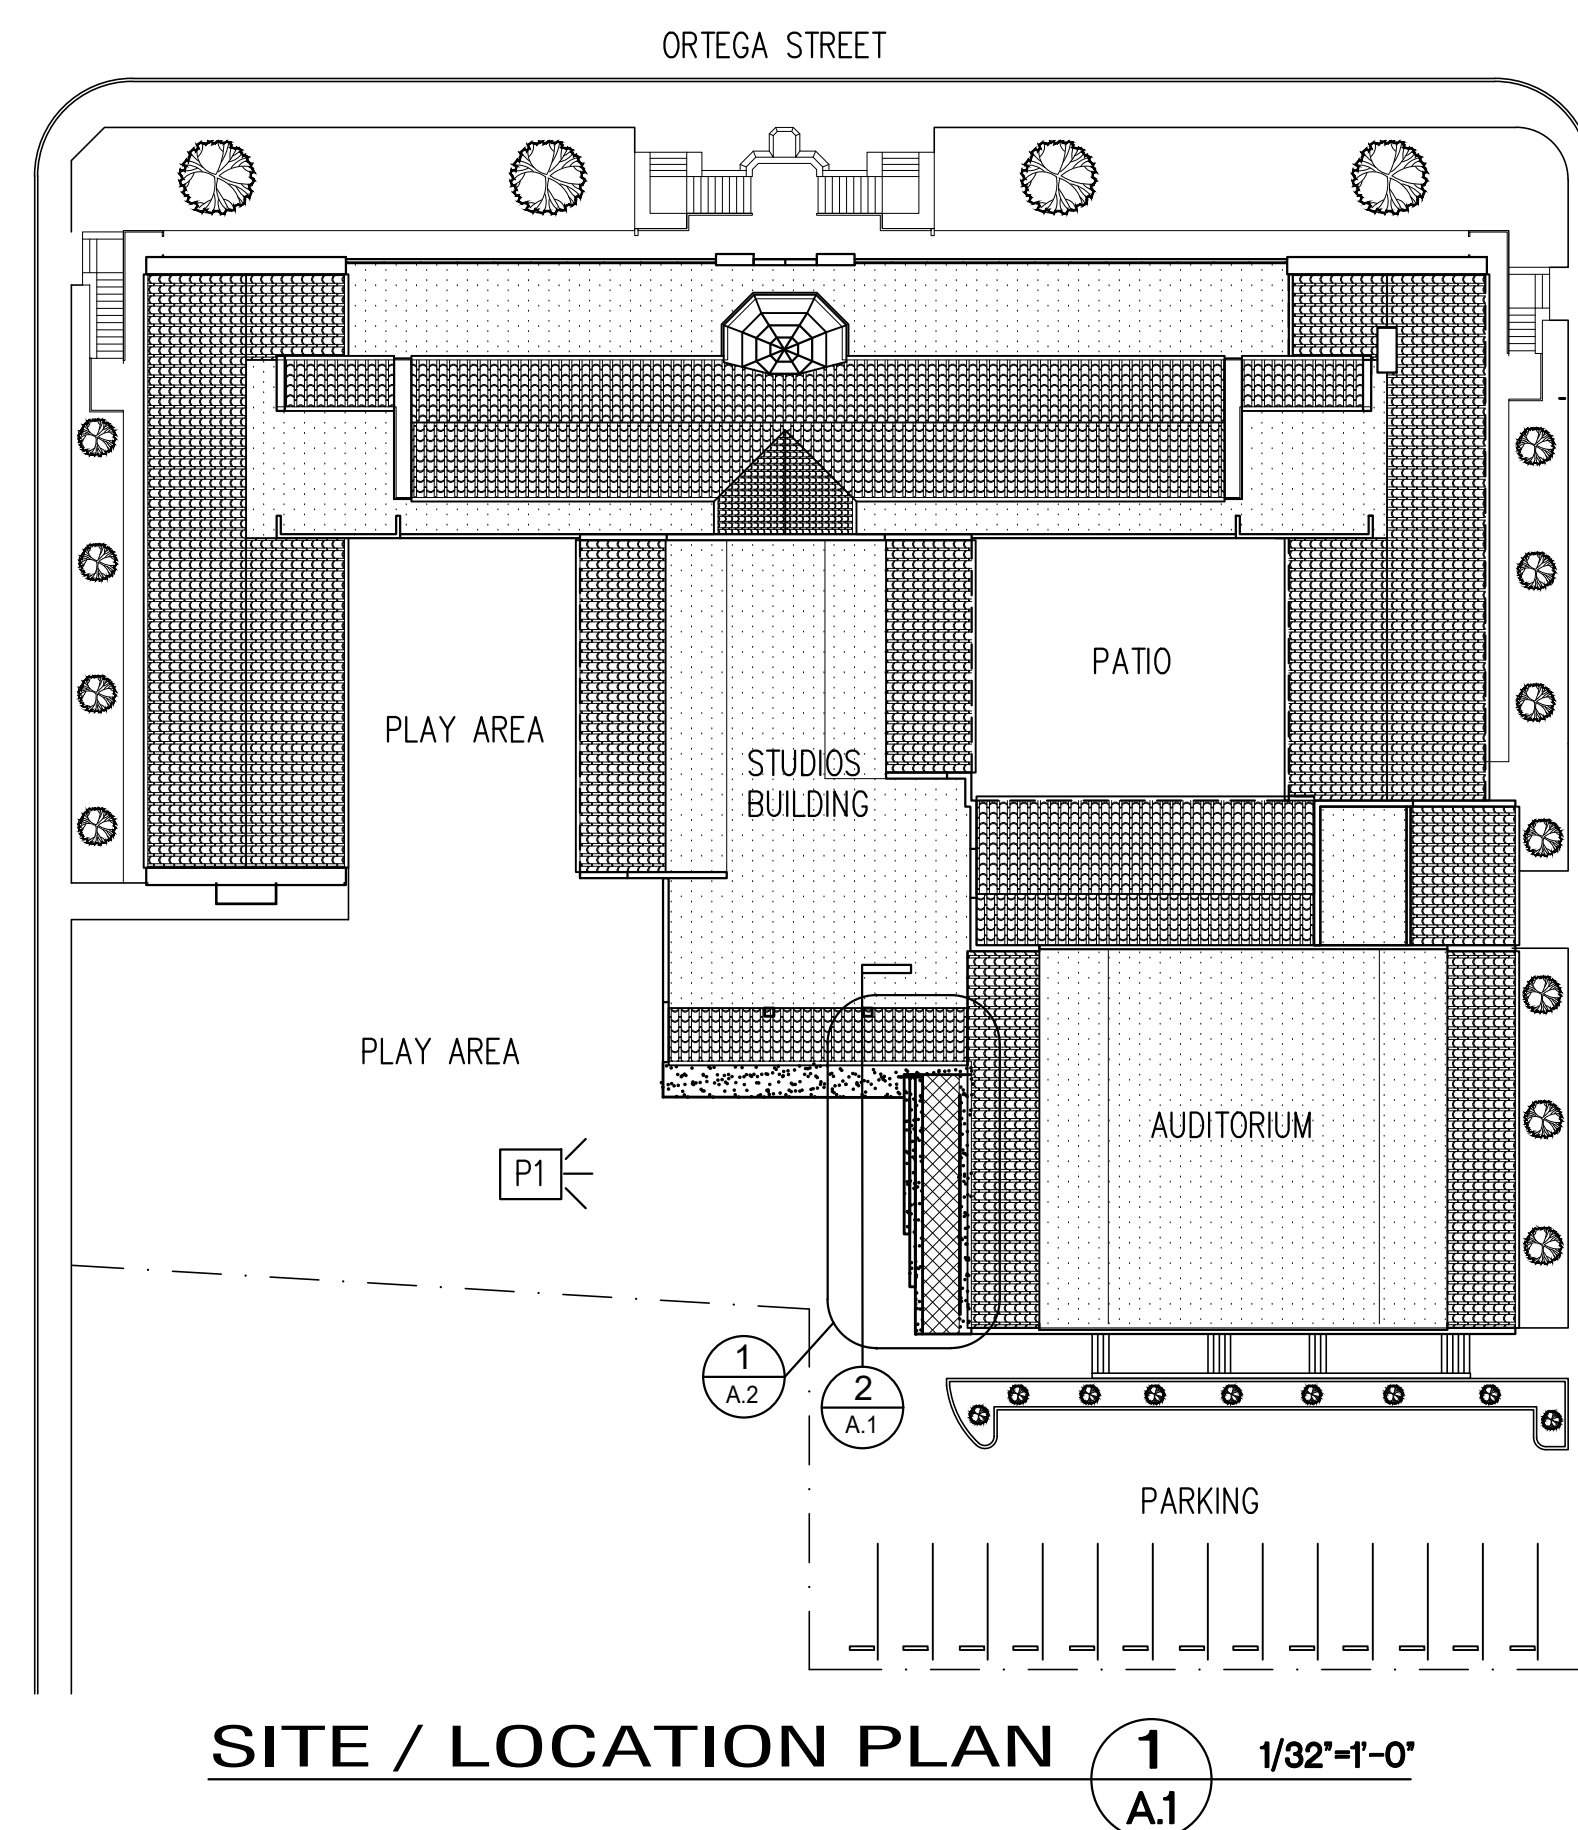 ORTEGA STREET
PATIO
PLAY AREA
STUDIOS
BUILDING
PLAY AREA
AUDITORIUM
P1
1
A.2
2
A.1
PARKING
SITE / LOCATION PLAN
1
A.1
1/32"=1'-0"